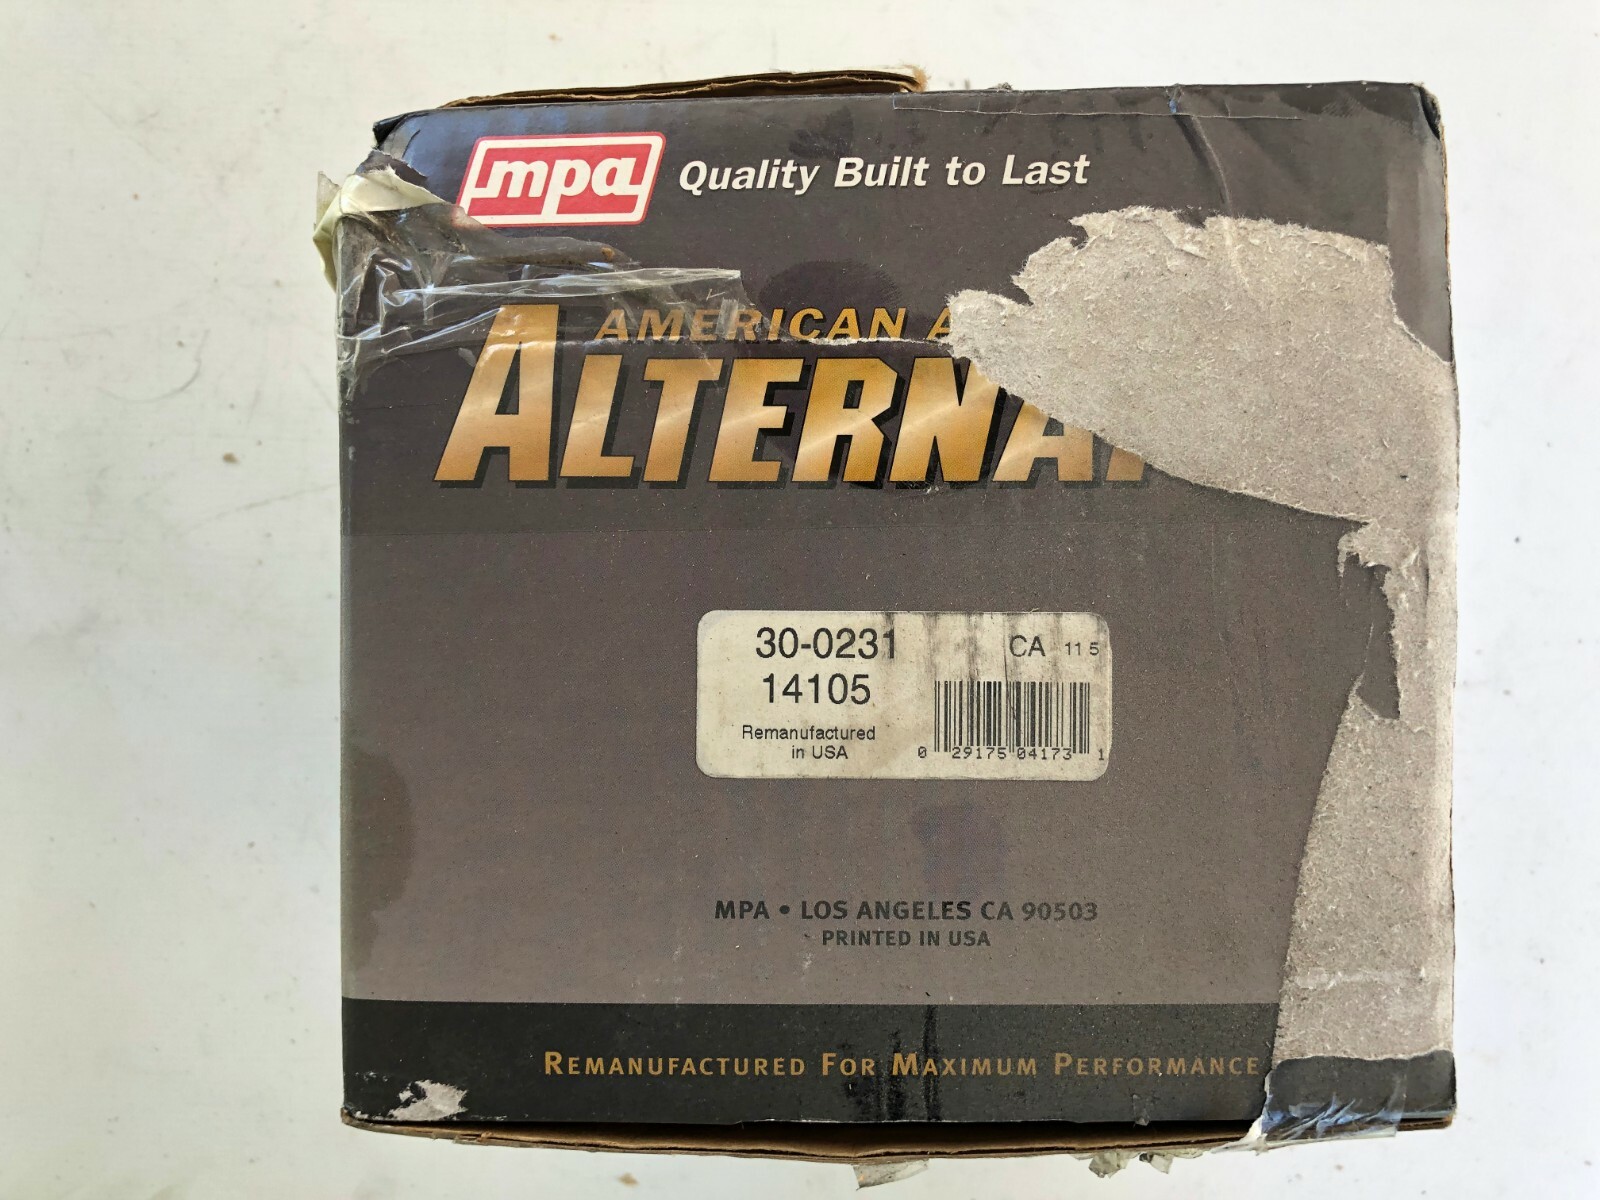 mpa Quality Built to Last
AMERICAN
ALTERNA
30-0231 CA 11 5
14105
Remanufactured
in USA
0 29175 04173 1
MPA • LOS ANGELES CA 90503
PRINTED IN USA
REMANUFACTURED FOR MAXIMUM PERFORMANCE